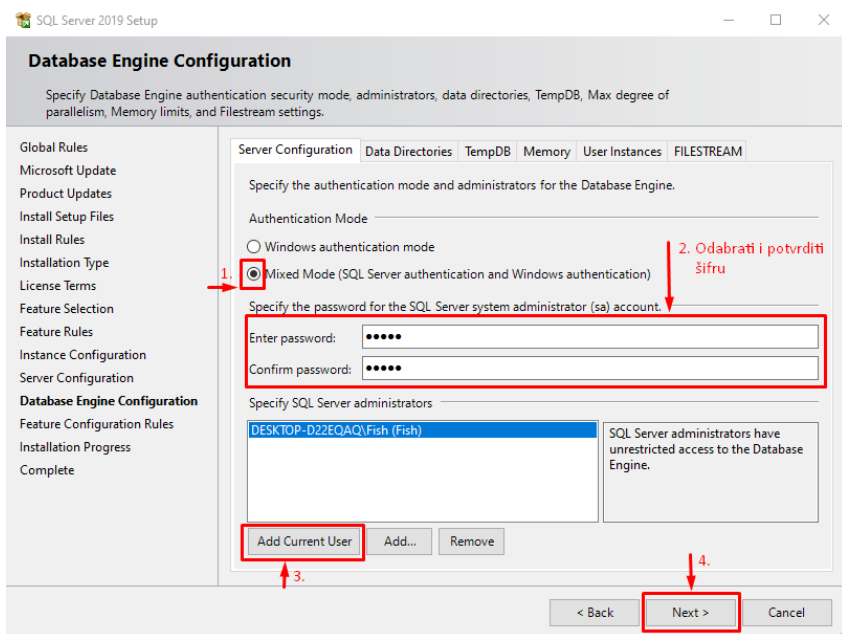 SQL Server 2019 Setup
Database Engine Configuration
Specify Database Engine authentication security mode, administrators, data directories, TempDB, Max degree of
parallelism, Memory limits, and Filestream settings.
Global Rules
Microsoft Update
Product Updates
Install Setup Files
Install Rules
Installation Type
License Terms
Feature Selection
Feature Rules
Instance Configuration
Server Configuration
Database Engine Configuration
Feature Configuration Rules
Installation Progress
Complete
Server Configuration Data Directories TempDB Memory User Instances FILESTREAM
Specify the authentication mode and administrators for the Database Engine.
Authentication Mode
Windows authentication mode
1. Mixed Mode (SQL Server authentication and Windows authentication)
2. Odabrati i potvrditi
šifru
Specify the password for the SQL Server system administrator (sa) account.
Enter password: •••••
Confirm password: •••••
Specify SQL Server administrators
DESKTOP-D22EQAQ\Fish (Fish)
SQL Server administrators have
unrestricted access to the Database
Engine.
Add Current User Add... Remove
3.
4.
< Back Next > Cancel